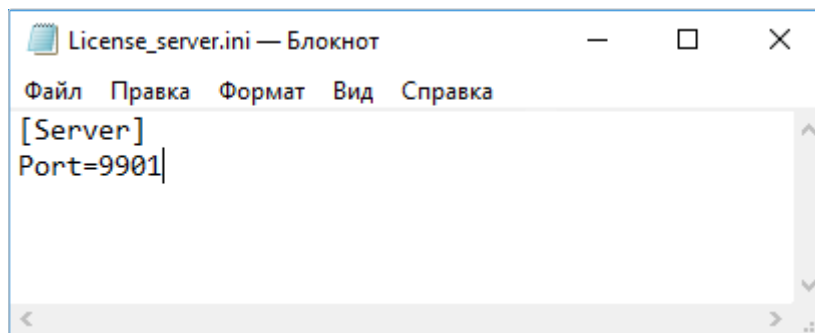 License_server.ini — Блокнот
Файл Правка Формат Вид Справка
[Server]
Port=9901